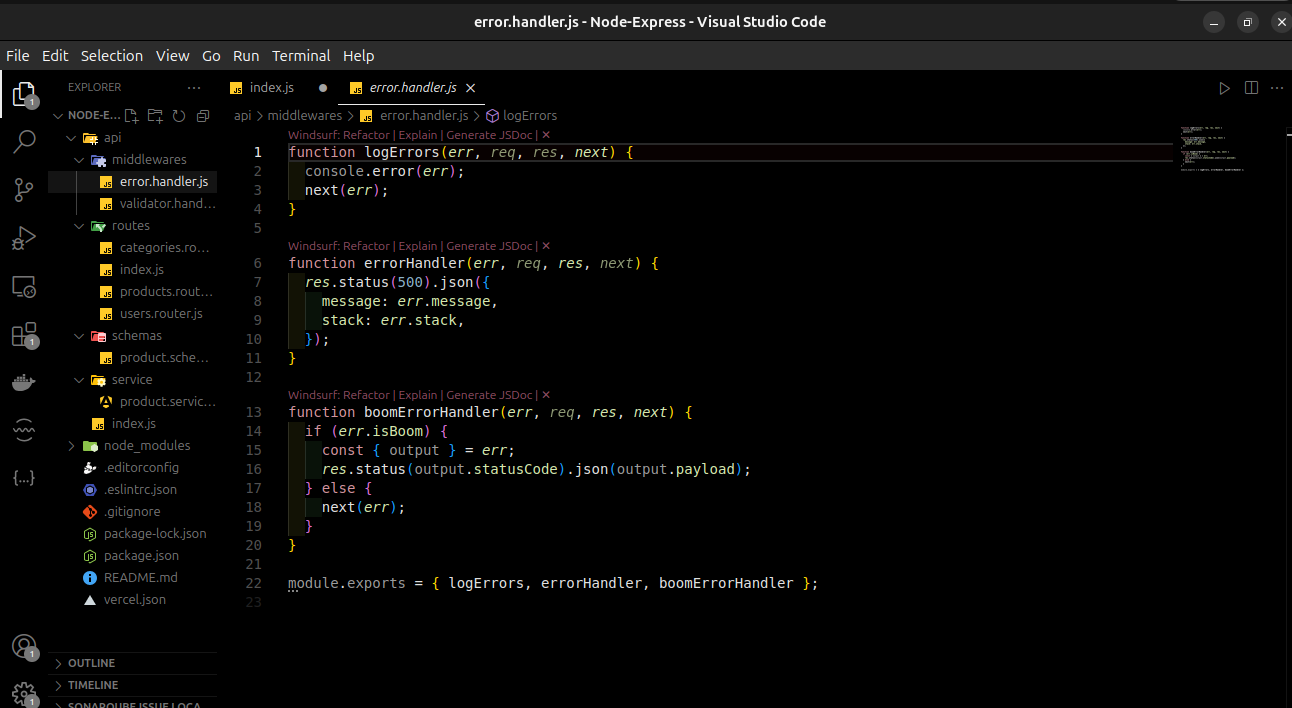 error.handler.js - Node-Express - Visual Studio Code
File Edit Selection View Go Run Terminal Help
EXPLORER
NODE-E...
api
middlewares
error.handler.js
validator.hand...
routes
categories.ro...
index.js
products.rout...
users.router.js
schemas
product.sche...
service
product.servic...
index.js
node_modules
.editorconfig
.eslintrc.json
.gitignore
package-lock.json
package.json
README.md
vercel.json
OUTLINE
TIMELINE
SONARQUBE ISSUE LOCA
1
1
1
1
index.js
error.handler.js
api > middlewares > error.handler.js > logErrors
Windsurf: Refactor | Explain | Generate JSDoc | ✕
1 function logErrors(err, req, res, next) {
2 console.error(err);
3 next(err);
4 }
5
Windsurf: Refactor | Explain | Generate JSDoc | ✕
6 function errorHandler(err, req, res, next) {
7 res.status(500).json({
8 message: err.message,
9 stack: err.stack,
10 });
11 }
12
Windsurf: Refactor | Explain | Generate JSDoc | ✕
13 function boomErrorHandler(err, req, res, next) {
14 if (err.isBoom) {
15 const { output } = err;
16 res.status(output.statusCode).json(output.payload);
17 } else {
18 next(err);
19 }
20 }
21
22 module.exports = { logErrors, errorHandler, boomErrorHandler };
23